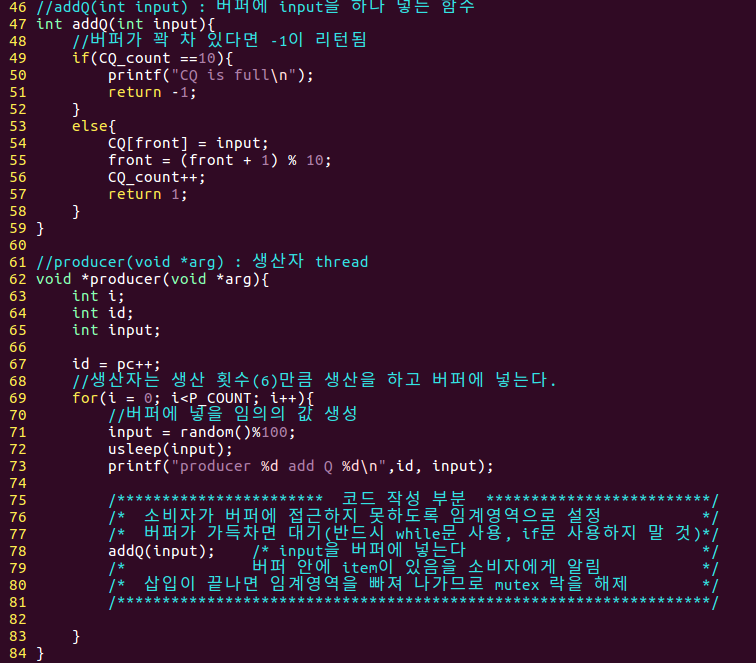 46 //addQ(int input) : 버퍼에 input을 하나 넣는 함수
47 int addQ(int input){
48     //버퍼가 꽉 차 있다면 -1이 리턴됨
49     if(CQ_count ==10){
50         printf("CQ is full\n");
51         return -1;
52     }
53     else{
54         CQ[front] = input;
55         front = (front + 1) % 10;
56         CQ_count++;
57         return 1;
58     }
59 }
60
61 //producer(void *arg) : 생산자 thread
62 void *producer(void *arg){
63     int i;
64     int id;
65     int input;
66
67     id = pc++;
68     //생산자는 생산 횟수(6)만큼 생산을 하고 버퍼에 넣는다.
69     for(i = 0; i<P_COUNT; i++){
70         //버퍼에 넣을 임의의 값 생성
71         input = random()%100;
72         usleep(input);
73         printf("producer %d add Q %d\n",id, input);
74
75         /*********************** 코드 작성 부분 *************************/
76         /*  소비자가 버퍼에 접근하지 못하도록 임계영역으로 설정           */
77         /*  버퍼가 가득차면 대기(반드시 while문 사용, if문 사용하지 말 것)*/
78         addQ(input);    /* input을 버퍼에 넣는다                          */
79         /*              버퍼 안에 item이 있음을 소비자에게 알림           */
80         /*  삽입이 끝나면 임계영역을 빠져 나가므로 mutex 락을 해제        */
81         /******************************************************************/
82
83     }
84 }